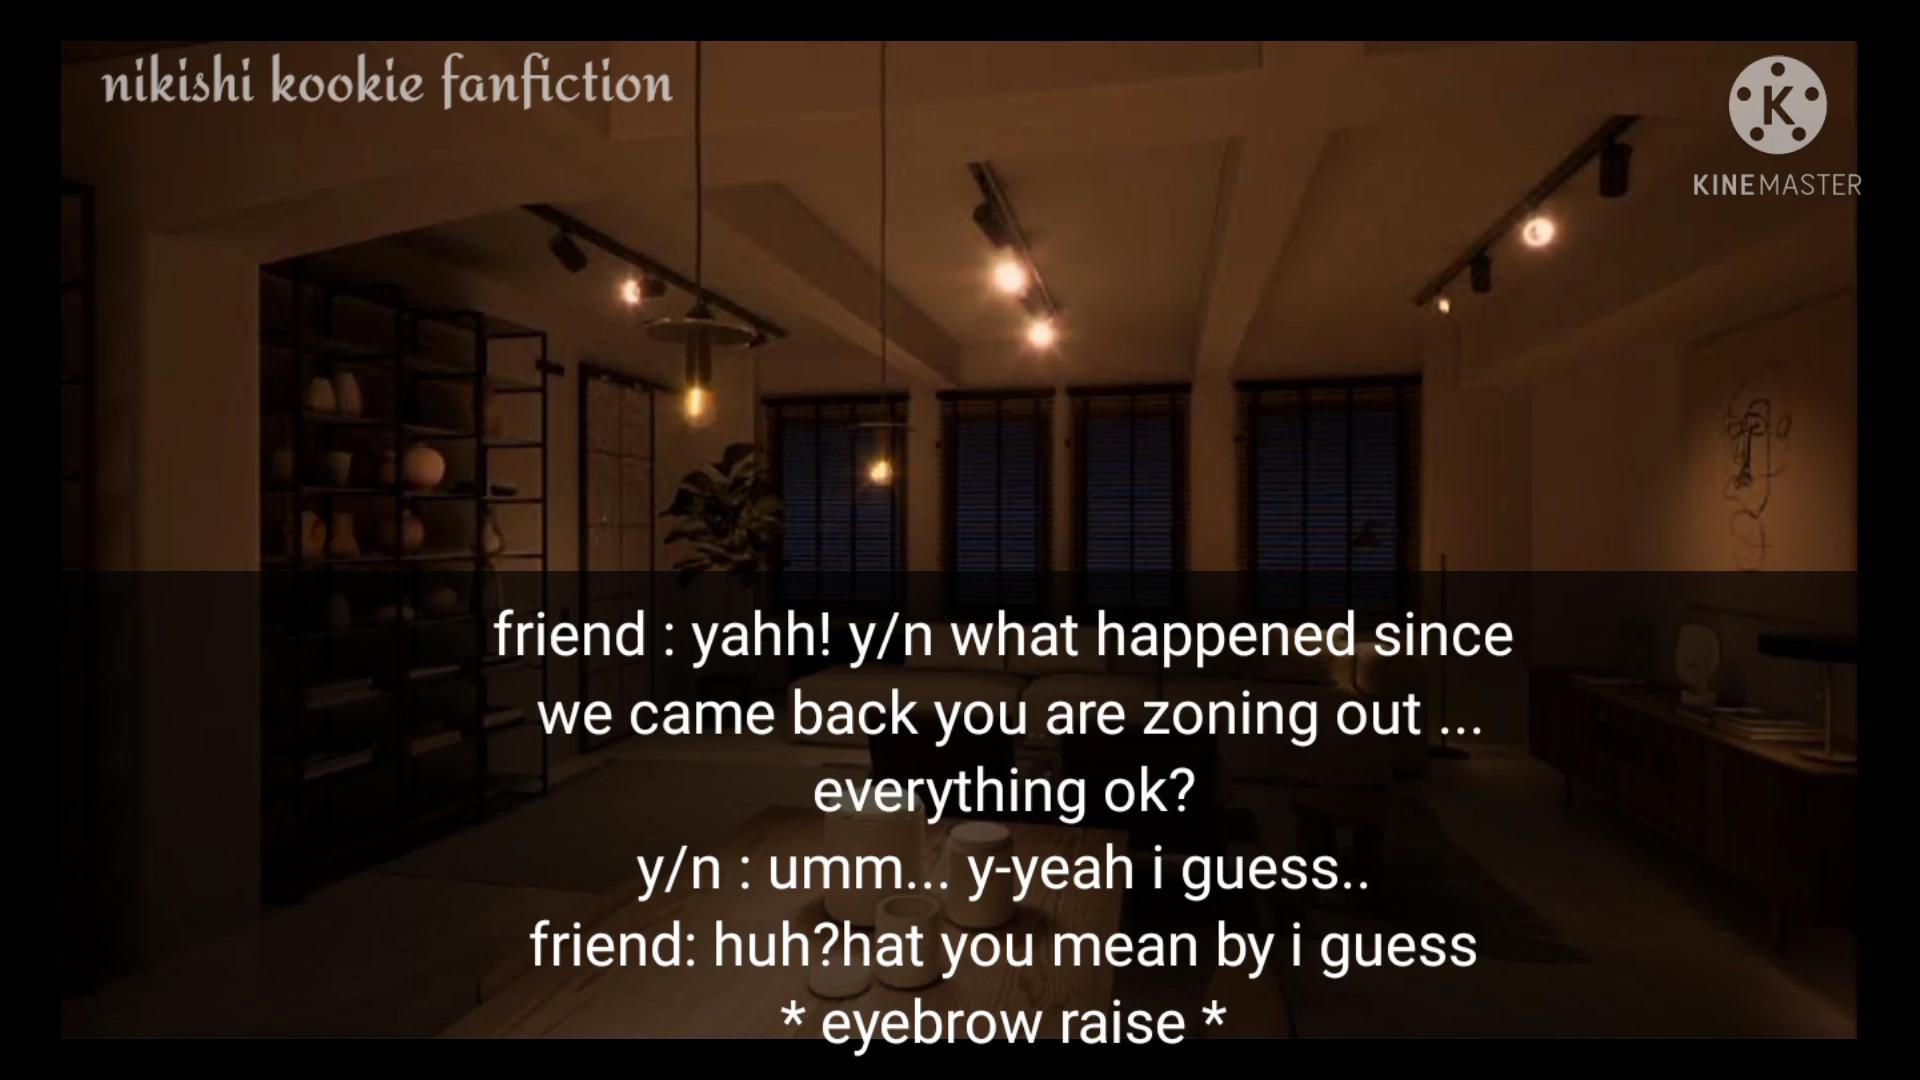 nikishi kookie fanfiction
K
KINEMASTER
friend : yahh! y/n what happened since
we came back you are zoning out ...
everything ok?
y/n : umm... y-yeah i guess..
friend: huh?hat you mean by i guess
* eyebrow raise *